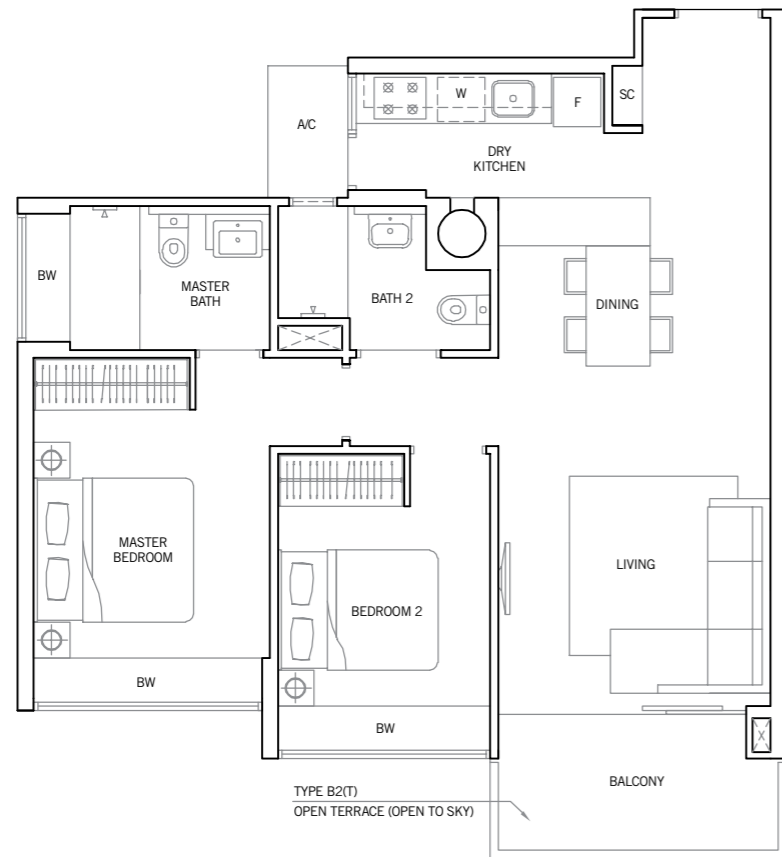 A/C
W
F
SC
DRY
KITCHEN
BW
MASTER
BATH
BATH 2
DINING
MASTER
BEDROOM
BEDROOM 2
LIVING
BW
BW
BALCONY
TYPE B2(T)
OPEN TERRACE (OPEN TO SKY)